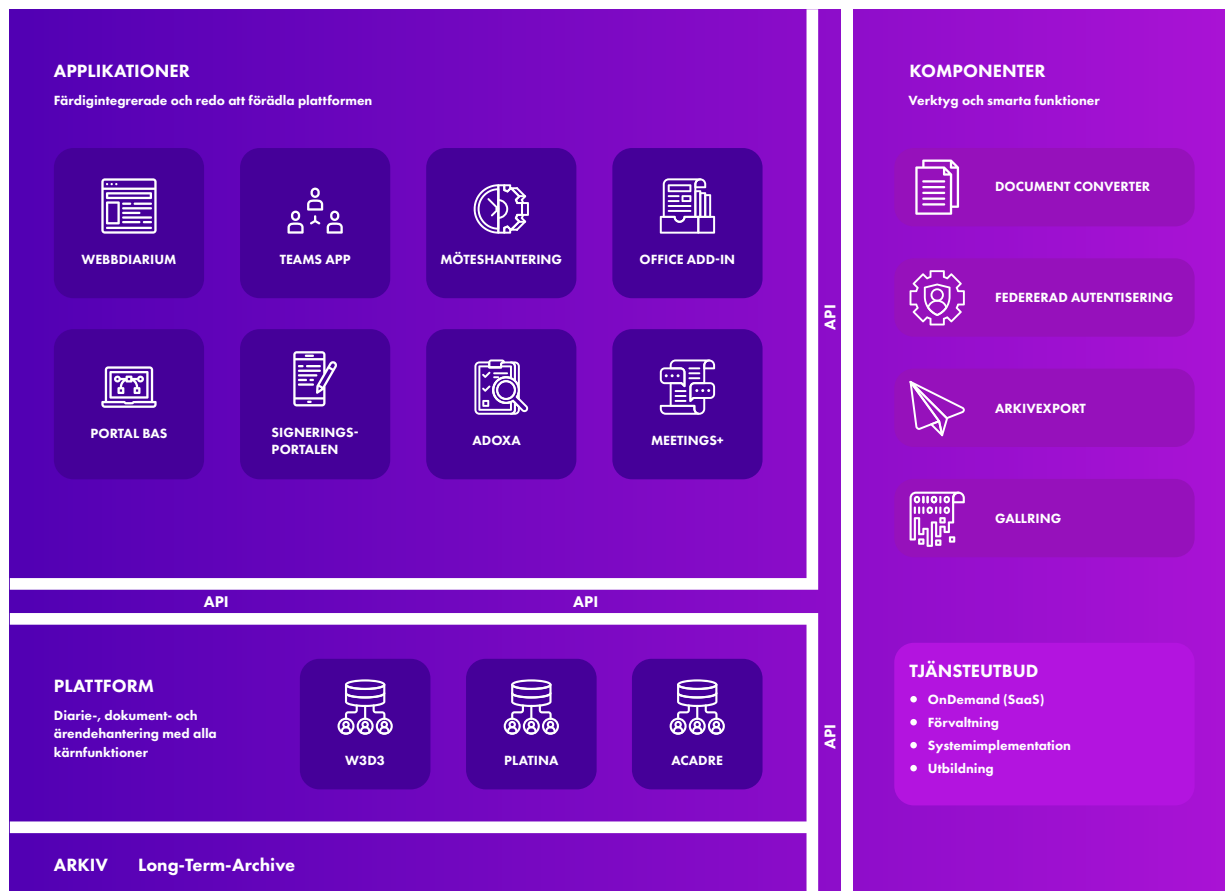 APPLIKATIONER
Färdigintegrerade och redo att förädla plattformen
WEBBDIARIUM
TEAMS APP
MÖTESHANTERING
OFFICE ADD-IN
PORTAL BAS
SIGNERINGS-
PORTALEN
ADOXA
MEETINGS+
API
API
API
PLATTFORM
Diarie-, dokument- och
ärendehantering med alla
kärnfunktioner
W3D3
PLATINA
ACADRE
API
ARKIV Long-Term-Archive
KOMPONENTER
Verktyg och smarta funktioner
DOCUMENT CONVERTER
FEDERERAD AUTENTISERING
ARKIVEXPORT
011010
110110
GALLRING
TJÄNSTEUTBUD
• OnDemand (SaaS)
• Förvaltning
• Systemimplementation
• Utbildning